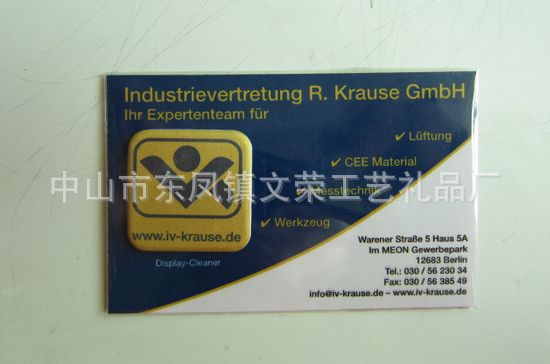 Industrievertretung R. Krause GmbH
Ihr Expertenteam für
✔ Lüftung
✔ CEE Material
✔ Messtechnik
✔ Werkzeug
中山市东凤镇文荣工艺礼品厂
www.iv-krause.de
Display-Cleaner
Warener Straße 5 Haus 5A
Im MEON Gewerbepark
12683 Berlin
Tel.: 030 / 56 230 34
Fax: 030 / 56 385 49
info@iv-krause.de – www.iv-krause.de